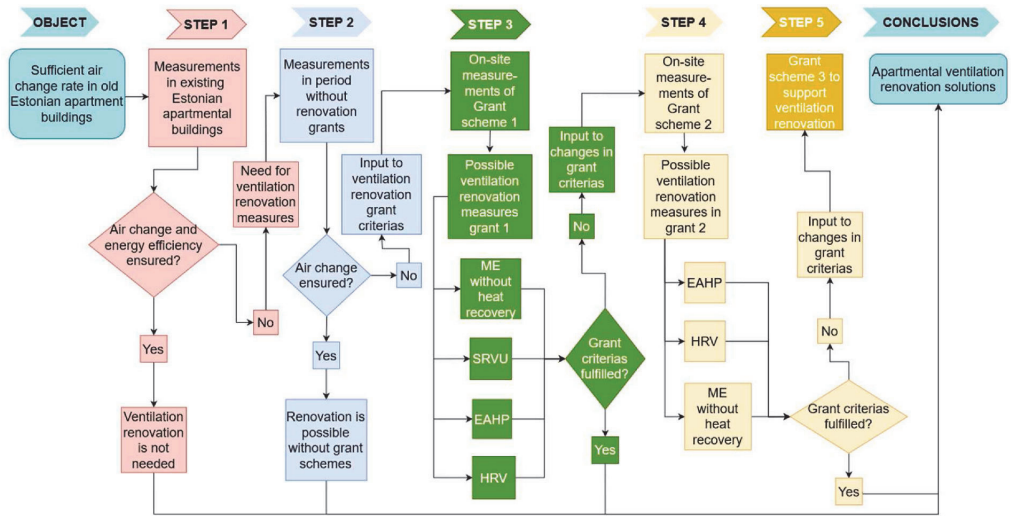 OBJECT
STEP 1
STEP 2
STEP 3
STEP 4
STEP 5
CONCLUSIONS
Sufficient air
change rate in old
Estonian apartment
buildings
Measurements
in existing
Estonian
apartmental
buildings
Need for
ventilation
renovation
measures
Air change and
energy efficiency
ensured?
No
Yes
Ventilation
renovation
is not
needed
Measurements
in period
without
renovation
grants
Input to
ventilation
renovation
grant
criterias
Air change
ensured?
No
Yes
Renovation is
possible
without grant
schemes
On-site
measure-
ments of
Grant
scheme 1
Possible
ventilation
renovation
measures
grant 1
ME
without
heat
recovery
SRVU
EAHP
HRV
Input to
changes in
grant
criterias
No
Grant
criterias
fulfilled?
Yes
On-site
measure-
ments of
Grant
scheme 2
Possible
ventilation
renovation
measures in
grant 2
EAHP
HRV
ME
without
heat
recovery
Grant
scheme 3 to
support
ventilation
renovation
Input to
changes in
grant
criterias
No
Grant criterias
fulfilled?
Yes
Apartmental ventilation
renovation solutions